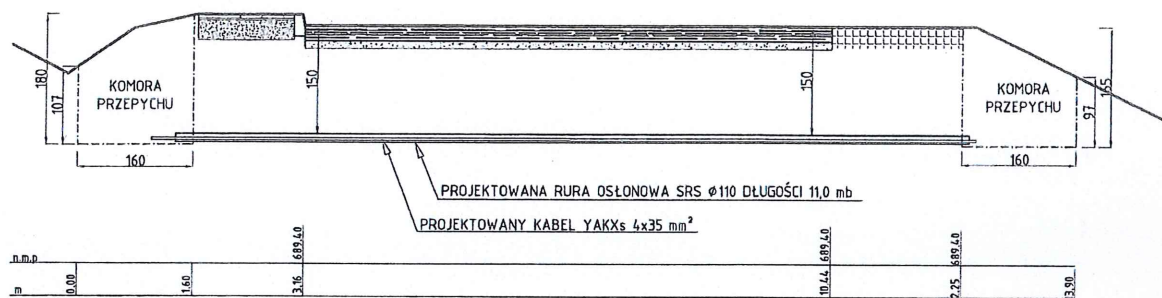 180
107
KOMORA
PRZEPYCHU
160
150
150
KOMORA
PRZEPYCHU
165
97
160
PROJEKTOWANA RURA OSŁONOWA SRS ø110 DŁUGOŚCI 11,0 mb
PROJEKTOWANY KABEL YAKXs 4x35 mm²
n.m.p
689,40
689,40
689,40
m
0,00
1,60
3,16
10,44
2,25
3,90